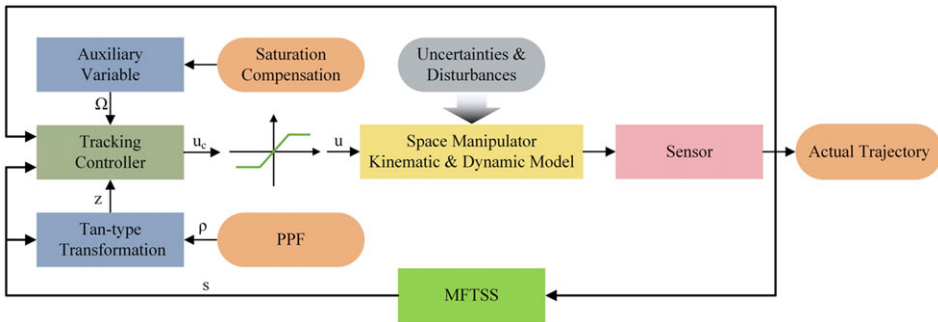 Auxiliary
Variable
Saturation
Compensation
Uncertainties &
Disturbances
Ω
Tracking
Controller
u_c
u
Space Manipulator
Kinematic & Dynamic Model
Sensor
Actual Trajectory
z
Tan-type
Transformation
ρ
PPF
s
MFTSS